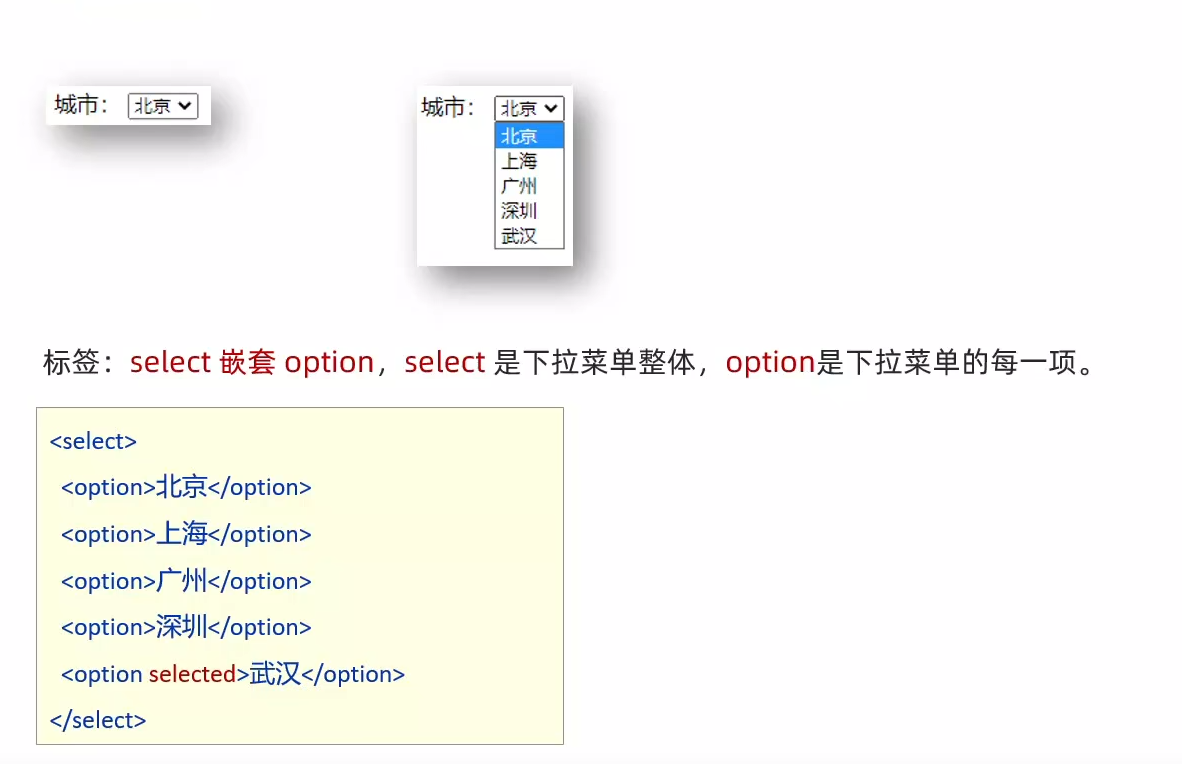 城市： 北京
城市： 北京
北京
上海
广州
深圳
武汉
标签：select 嵌套 option，select 是下拉菜单整体，option是下拉菜单的每一项。
<select>
<option>北京</option>
<option>上海</option>
<option>广州</option>
<option>深圳</option>
<option selected>武汉</option>
</select>